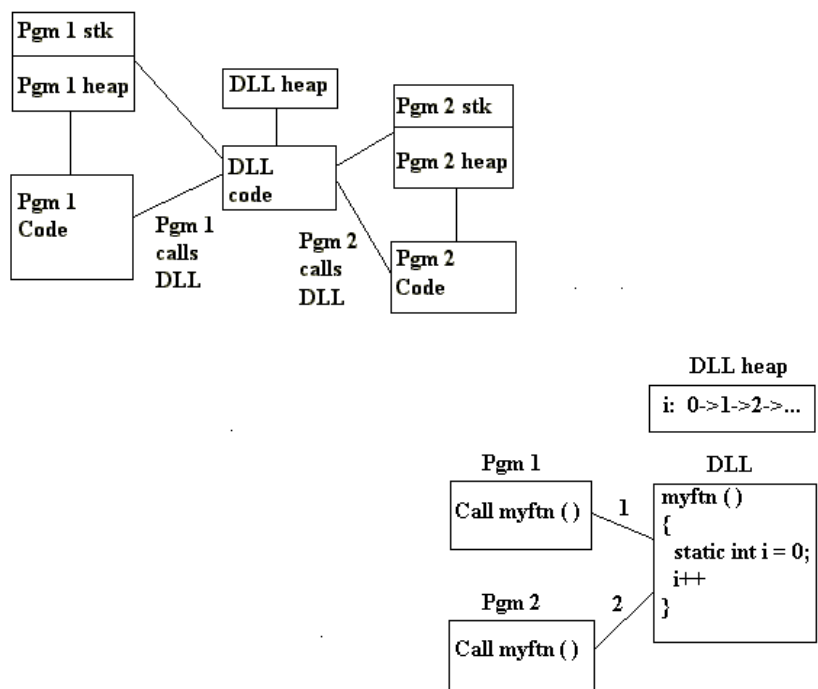 Pgm 1 stk
Pgm 1 heap
DLL heap
Pgm 2 stk
Pgm 2 heap
DLL
code
Pgm 1
Code
Pgm 1
calls
DLL
Pgm 2
calls
DLL
Pgm 2
Code
DLL heap
i: 0->1->2->...
Pgm 1
DLL
Call myftn ( )
1
myftn ( )
{
static int i = 0;
i++
}
Pgm 2
2
Call myftn ( )